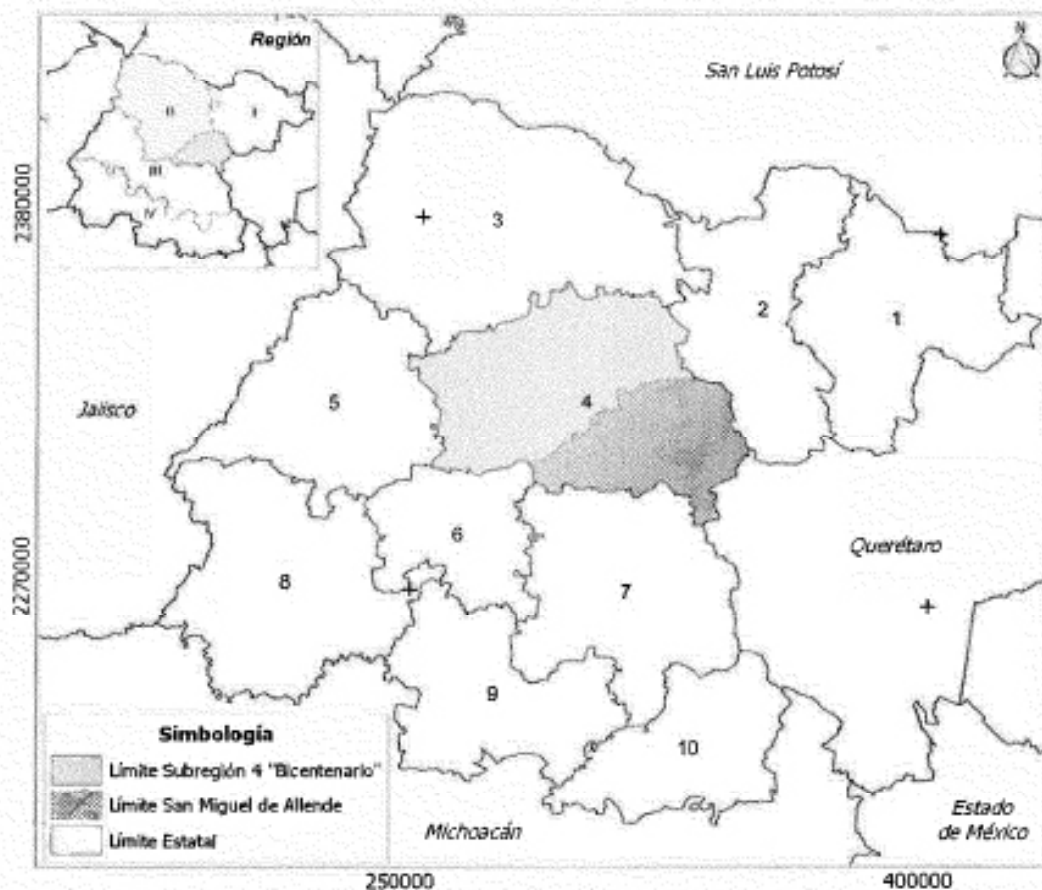 Región
N
San Luis Potosí
II
I
III
IV
2380000
3
2
1
Jalisco
5
4
Querétaro
2270000
6
8
7
9
10
Simbología
Límite Subregión 4 "Bicentenario"
Límite San Miguel de Allende
Límite Estatal
Michoacán
Estado
de México
250000
400000